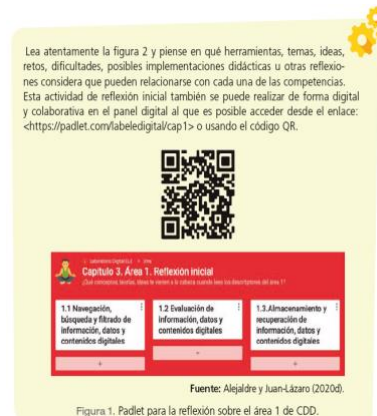 Lea atentamente la figura 2 y piense en qué herramientas, temas, ideas,
retos, dificultades, posibles implementaciones didácticas u otras reflexio-
nes considera que pueden relacionarse con cada una de las competencias.
Esta actividad de reflexión inicial también se puede realizar de forma digital
y colaborativa en el panel digital al que es posible acceder desde el enlace:
<https://padlet.com/labeledigital/cap1> o usando el código QR.
Capítulo 3. Área 1. Reflexión inicial
1.1 Navegación,
búsqueda y filtrado de
información, datos y
contenidos digitales
1.2 Evaluación de
información, datos y
contenidos digitales
1.3.Almacenamiento y
recuperación de
información, datos y
contenidos digitales
Fuente: Alejaldre y Juan-Lázaro (2020d).
Figura 1. Padlet para la reflexión sobre el área 1 de CDD.